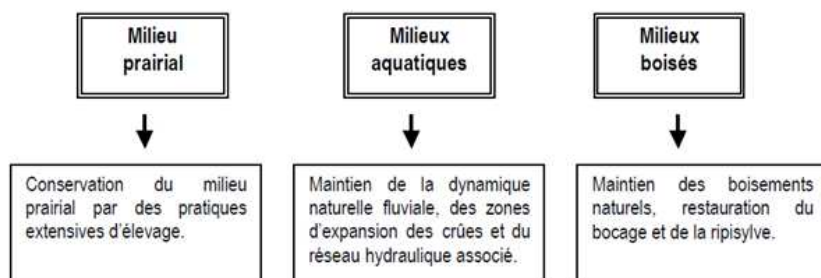 Milieu
prairial
Milieux
aquatiques
Milieux
boisés
Conservation du milieu
prairial par des pratiques
extensives d'élevage.
Maintien de la dynamique
naturelle fluviale, des zones
d'expansion des crûes et du
réseau hydraulique associé.
Maintien des boisements
naturels, restauration du
bocage et de la ripisylve.